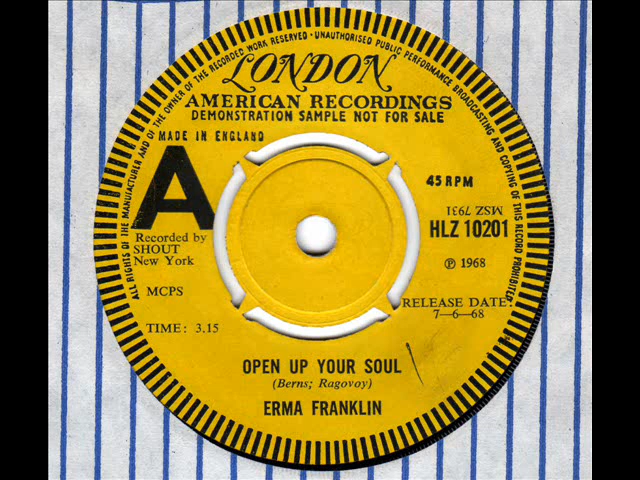 ALL RIGHTS OF THE MANUFACTURER AND OF THE OWNER OF THE RECORDED WORK RESERVED · UNAUTHORISED PUBLIC PERFORMANCE BROADCASTING AND COPYING OF THIS RECORD PROHIBITED
LONDON
AMERICAN RECORDINGS
DEMONSTRATION SAMPLE NOT FOR SALE
MADE IN ENGLAND
A
45 RPM
MSZ 7931
HLZ 10201
Recorded by
SHOUT
New York
℗ 1968
MCPS
RELEASE DATE:
7—6—68
TIME: 3.15
OPEN UP YOUR SOUL
(Berns; Ragovoy)
ERMA FRANKLIN